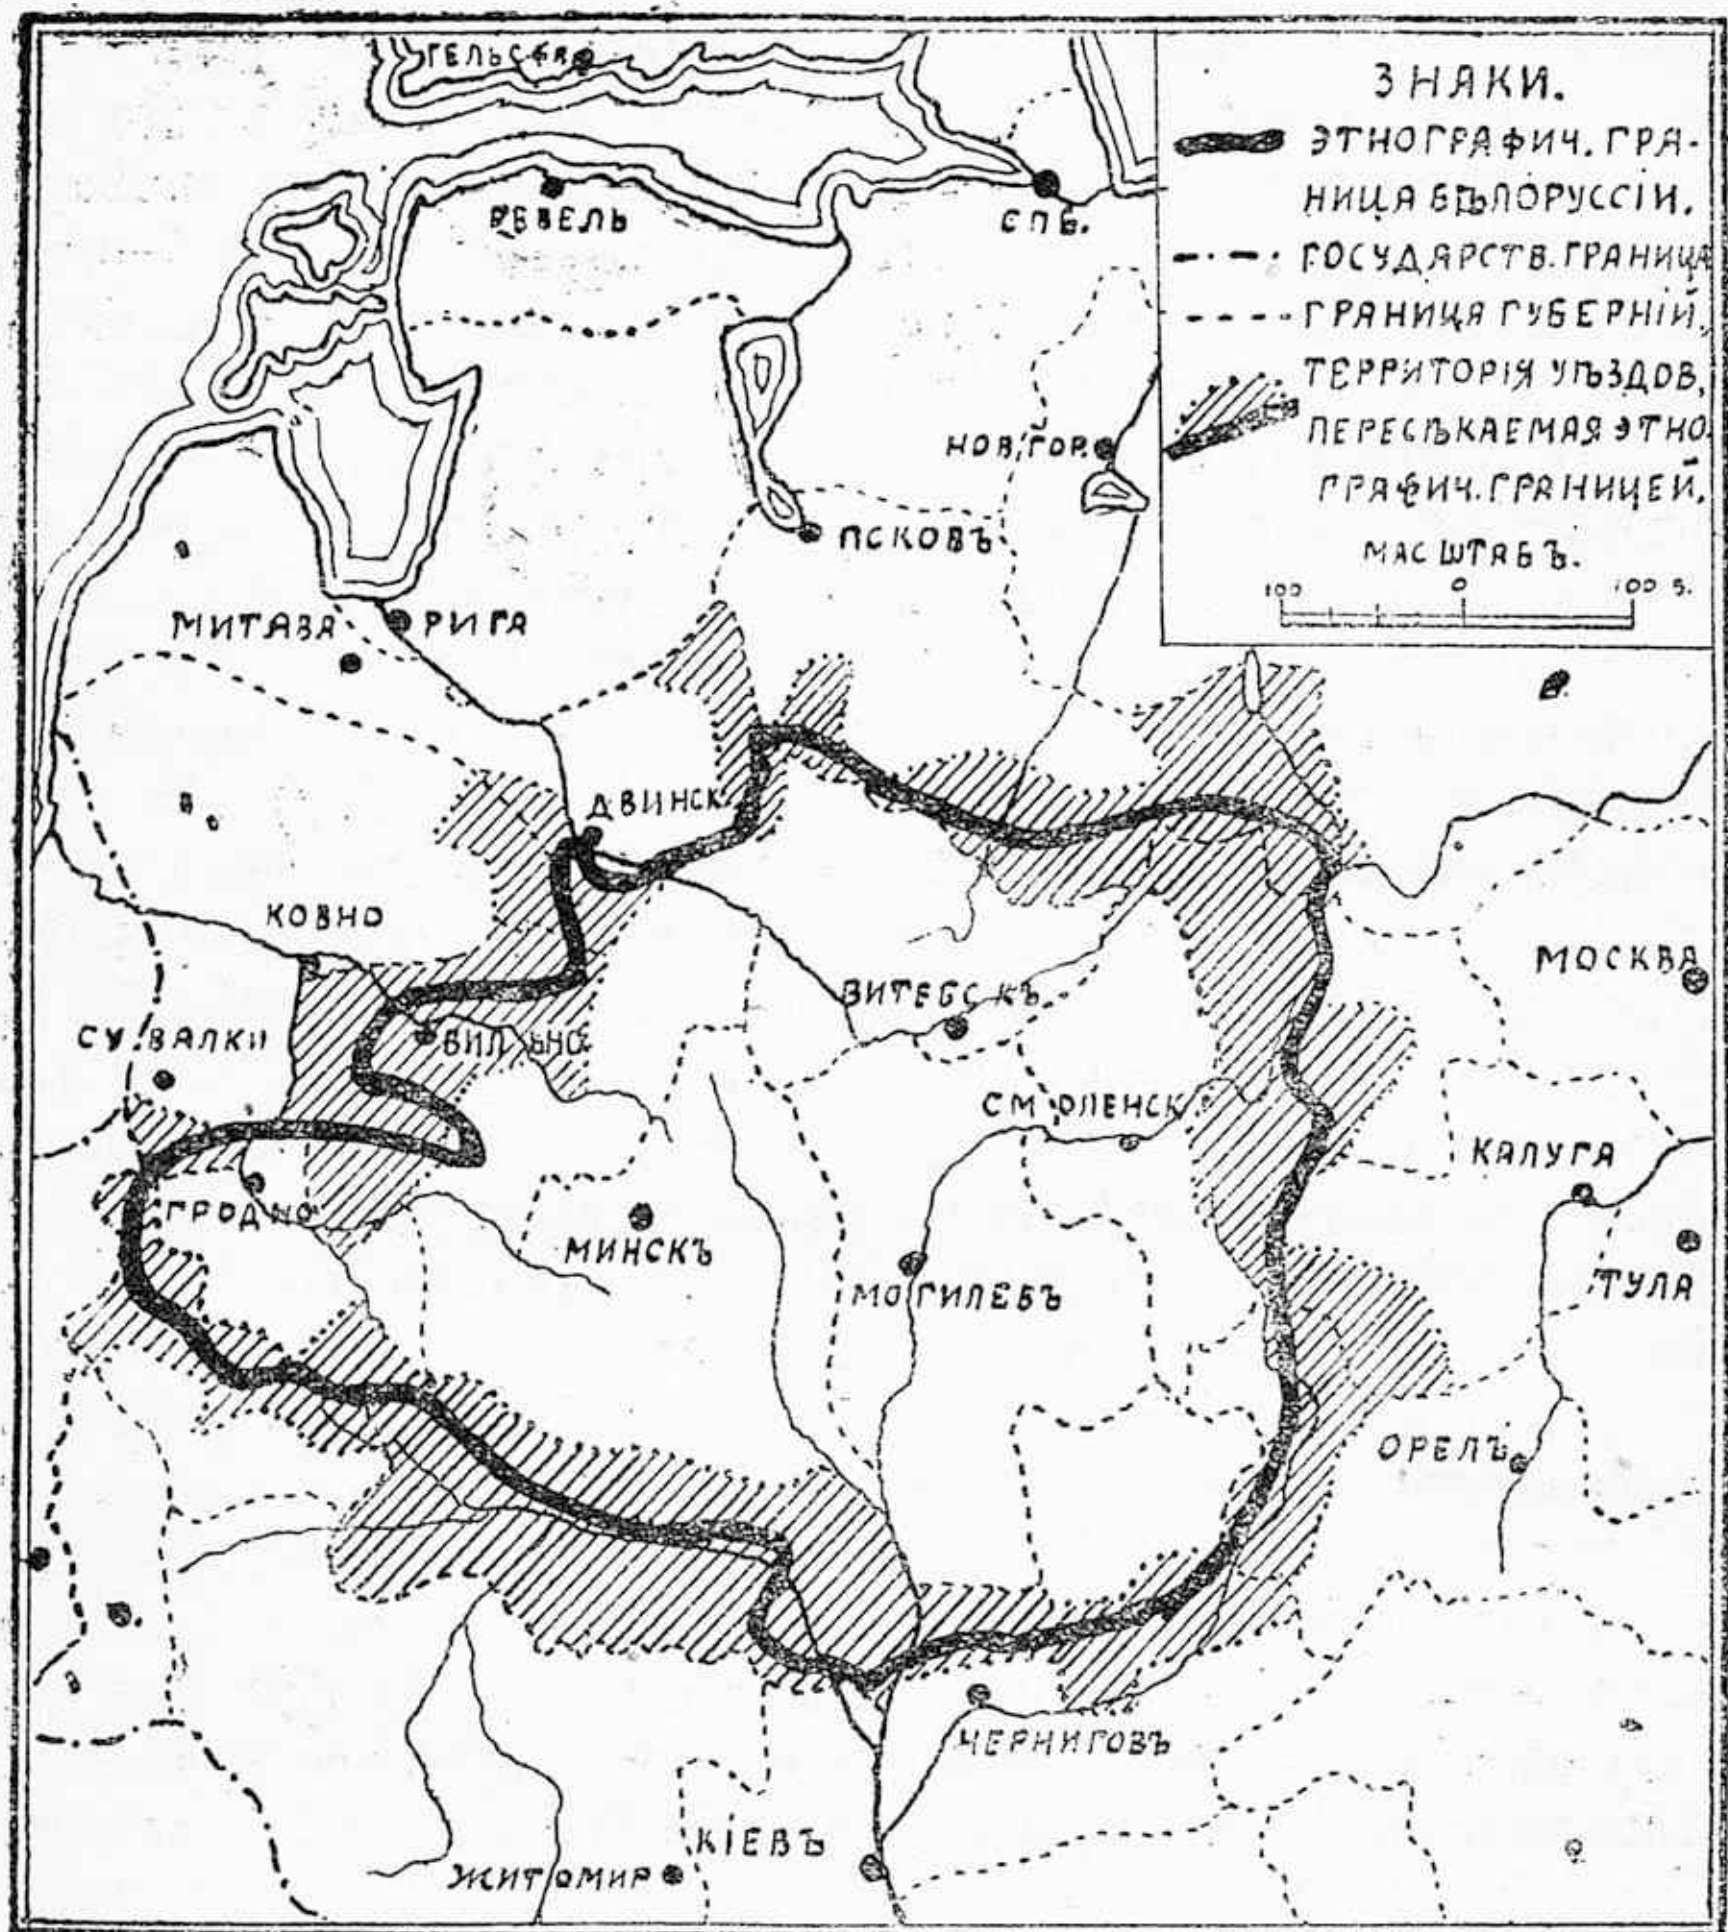 ГЕЛЬСФ
РЕВЕЛЬ
СПБ.
ЗНАКИ.
ЭТНОГРАФИЧ. ГРА-
НИЦА БѢЛОРУССІИ.
ГОСУДАРСТВ. ГРАНИЦА
ГРАНИЦА ГУБЕРНІЙ.
ТЕРРИТОРІЯ УѢЗДОВ,
ПЕРЕСѢКАЕМАЯ ЭТНО
ГРАФИЧ. ГРАНИЦЕЙ.
МАСШТАБЪ.
100 0 100 в.
НОВГОР.
ПСКОВЪ
МИТАВА
РИГА
ДВИНСК
КОВНО
МОСКВА
ВИТЕБСКЪ
СУВАЛКИ
ВИЛЬНО
СМОЛЕНСК
КАЛУГА
ГРОДНО
МИНСКЪ
МОГИЛЕВЪ
ТУЛА
ОРЕЛЪ
ЧЕРНИГОВЪ
КІЕВЪ
ЖИТОМИР